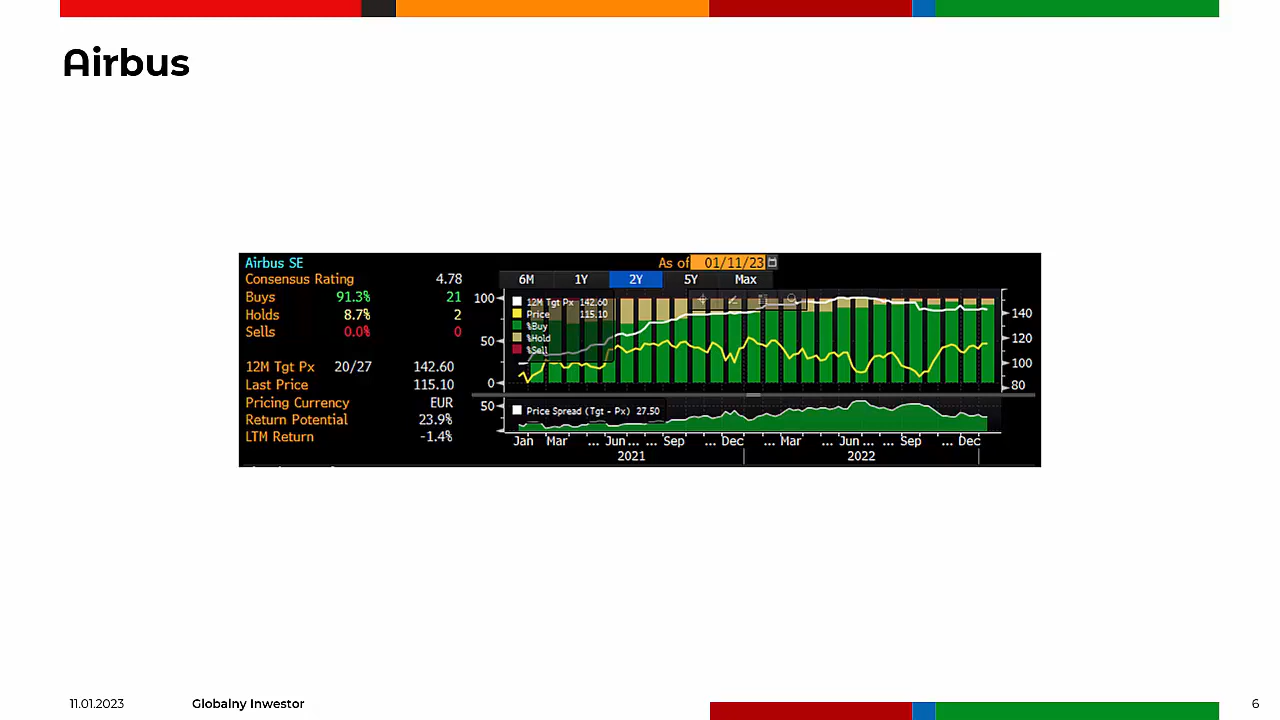 Airbus
Airbus SE
As of 01/11/23
Consensus Rating 4.78
Buys 91.3% 21
Holds 8.7% 2
Sells 0.0% 0
12M Tgt Px 20/27 142.60
Last Price 115.10
Pricing Currency EUR
Return Potential 23.9%
LTM Return -1.4%
6M 1Y 2Y 5Y Max
12M Tgt Px 142.60
Price 115.10
%Buy
%Hold
%Sell
100
50
0
140
120
100
80
50
Price Spread (Tgt - Px) 27.50
Jan Mar ... Jun ... ... Sep ... Dec ... Mar ... Jun ... ... Sep ... Dec
2021 2022
11.01.2023 Globalny Inwestor 6